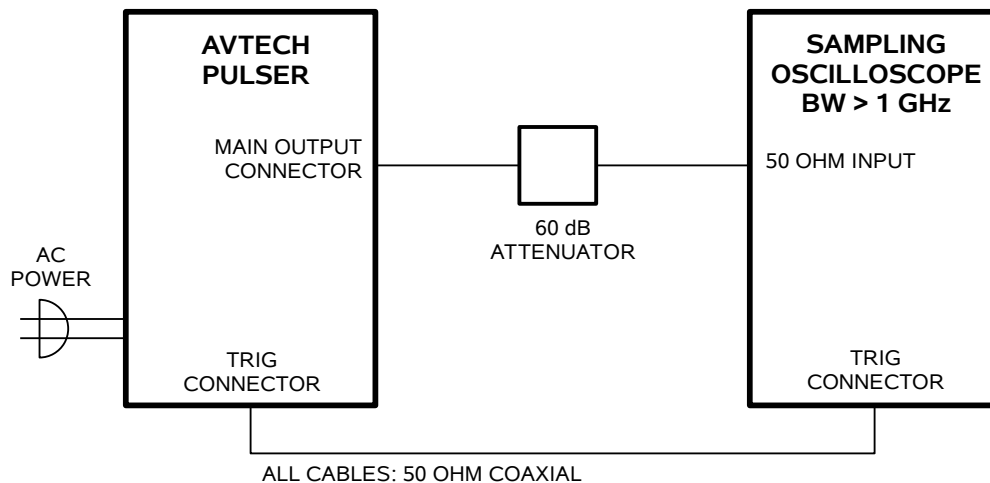 AVTECH
PULSER
MAIN OUTPUT
CONNECTOR
AC
POWER
TRIG
CONNECTOR
60 dB
ATTENUATOR
SAMPLING
OSCILLOSCOPE
BW > 1 GHz
50 OHM INPUT
TRIG
CONNECTOR
ALL CABLES: 50 OHM COAXIAL